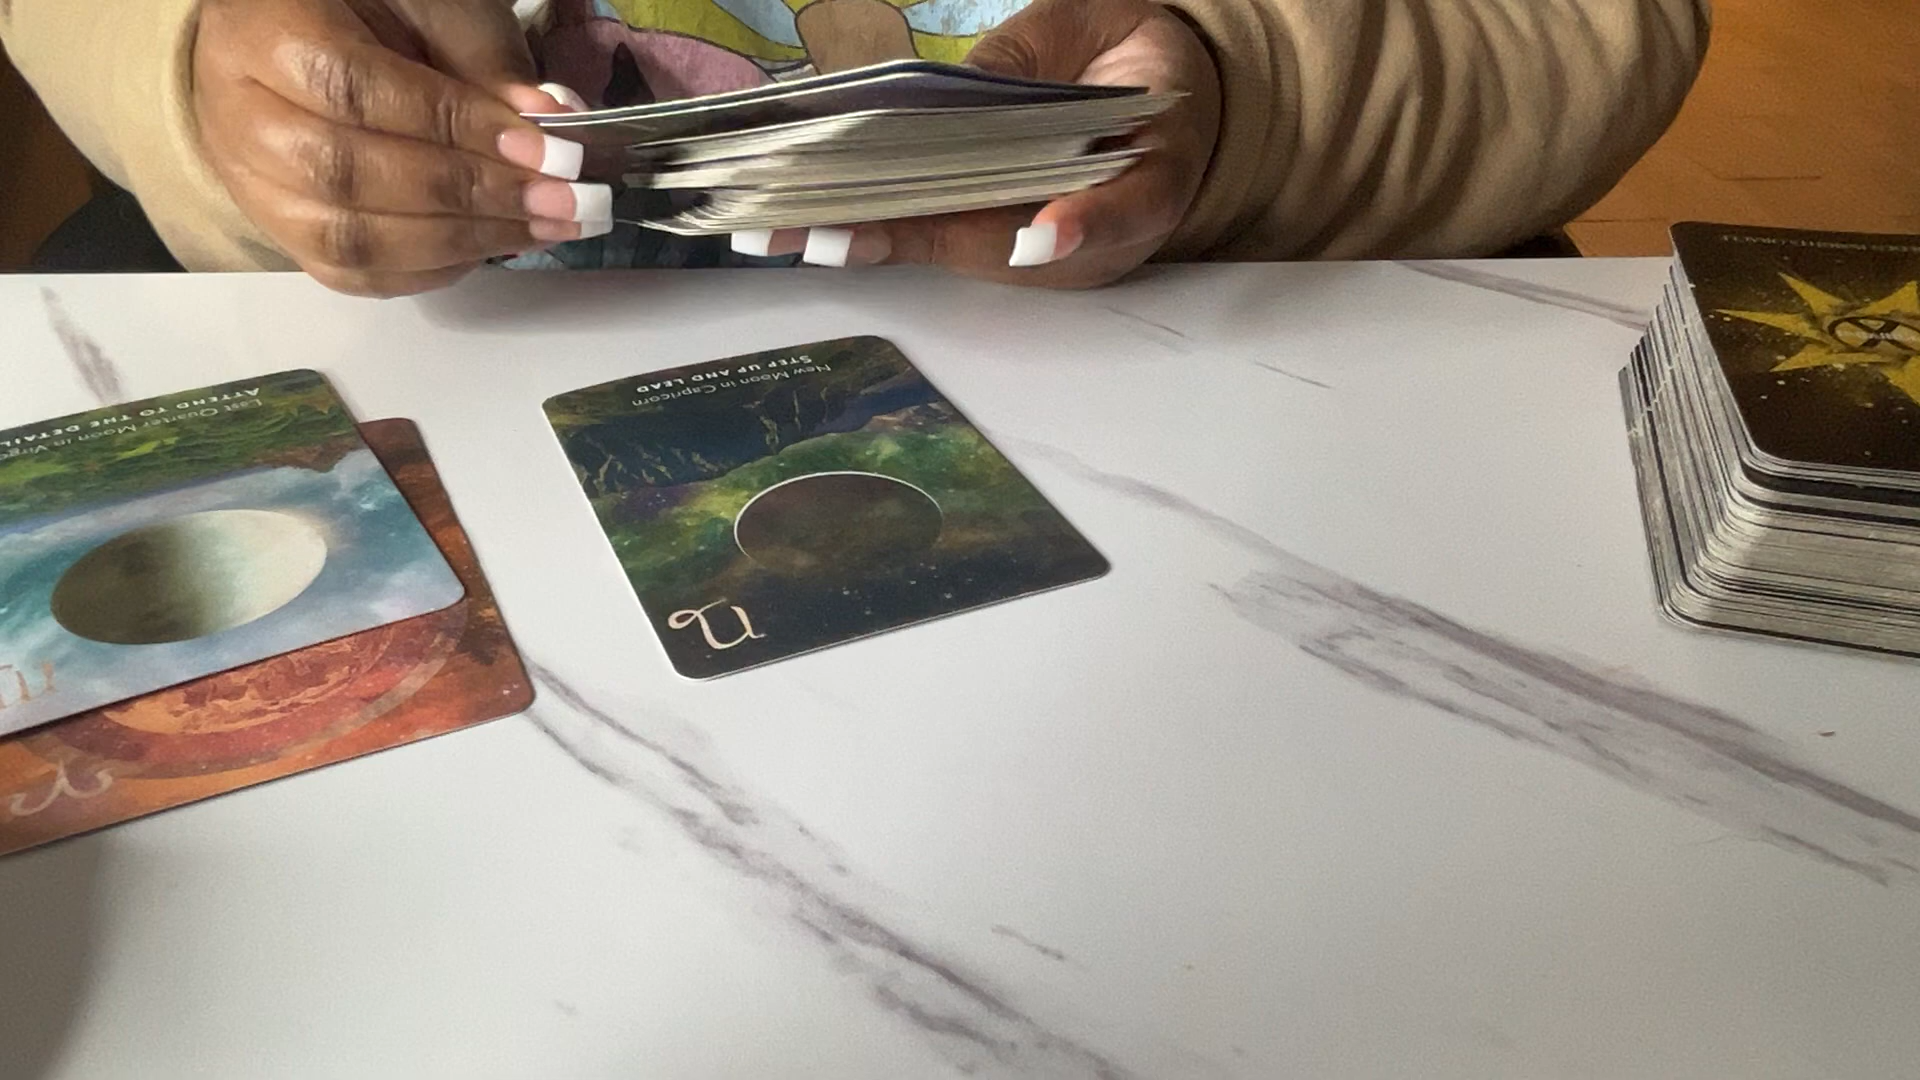 Last Quarter Moon in Virgo
ATTEND TO THE DETAIL
New Moon in Capricorn
STEP UP AND LEAD